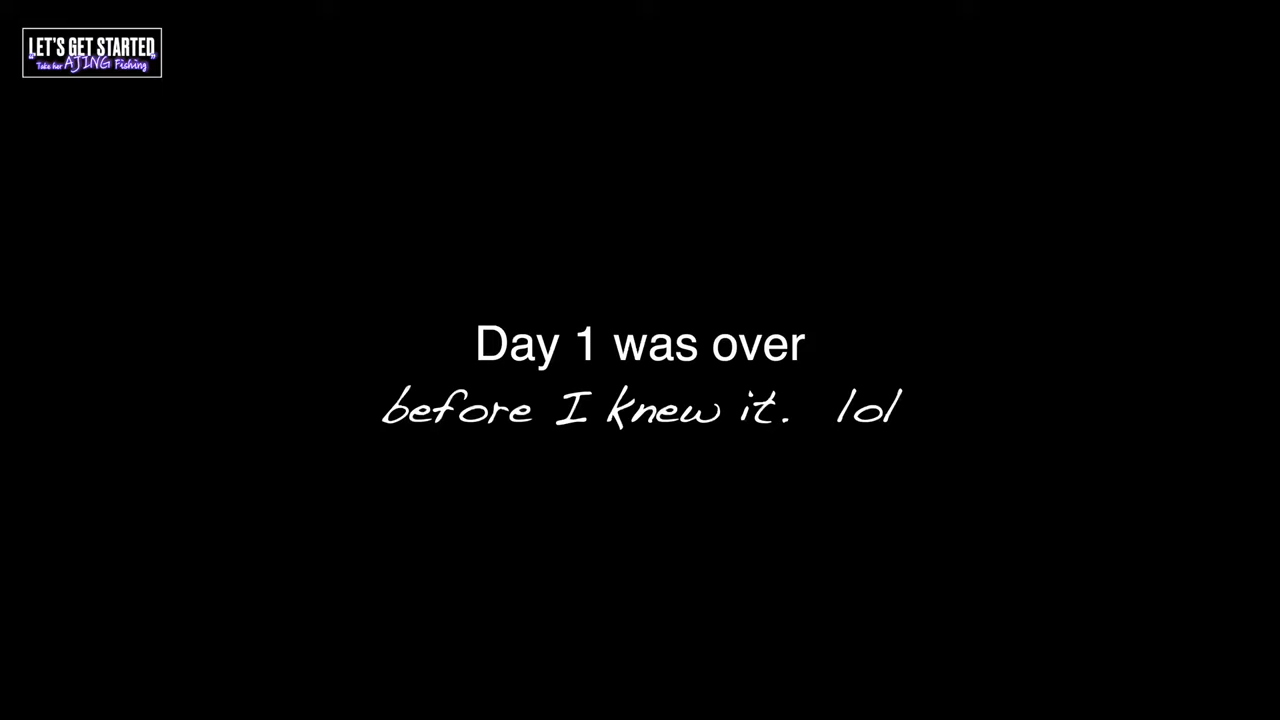 LET'S GET STARTED
"Take her AJING Fishing"
Day 1 was over
before I knew it. lol